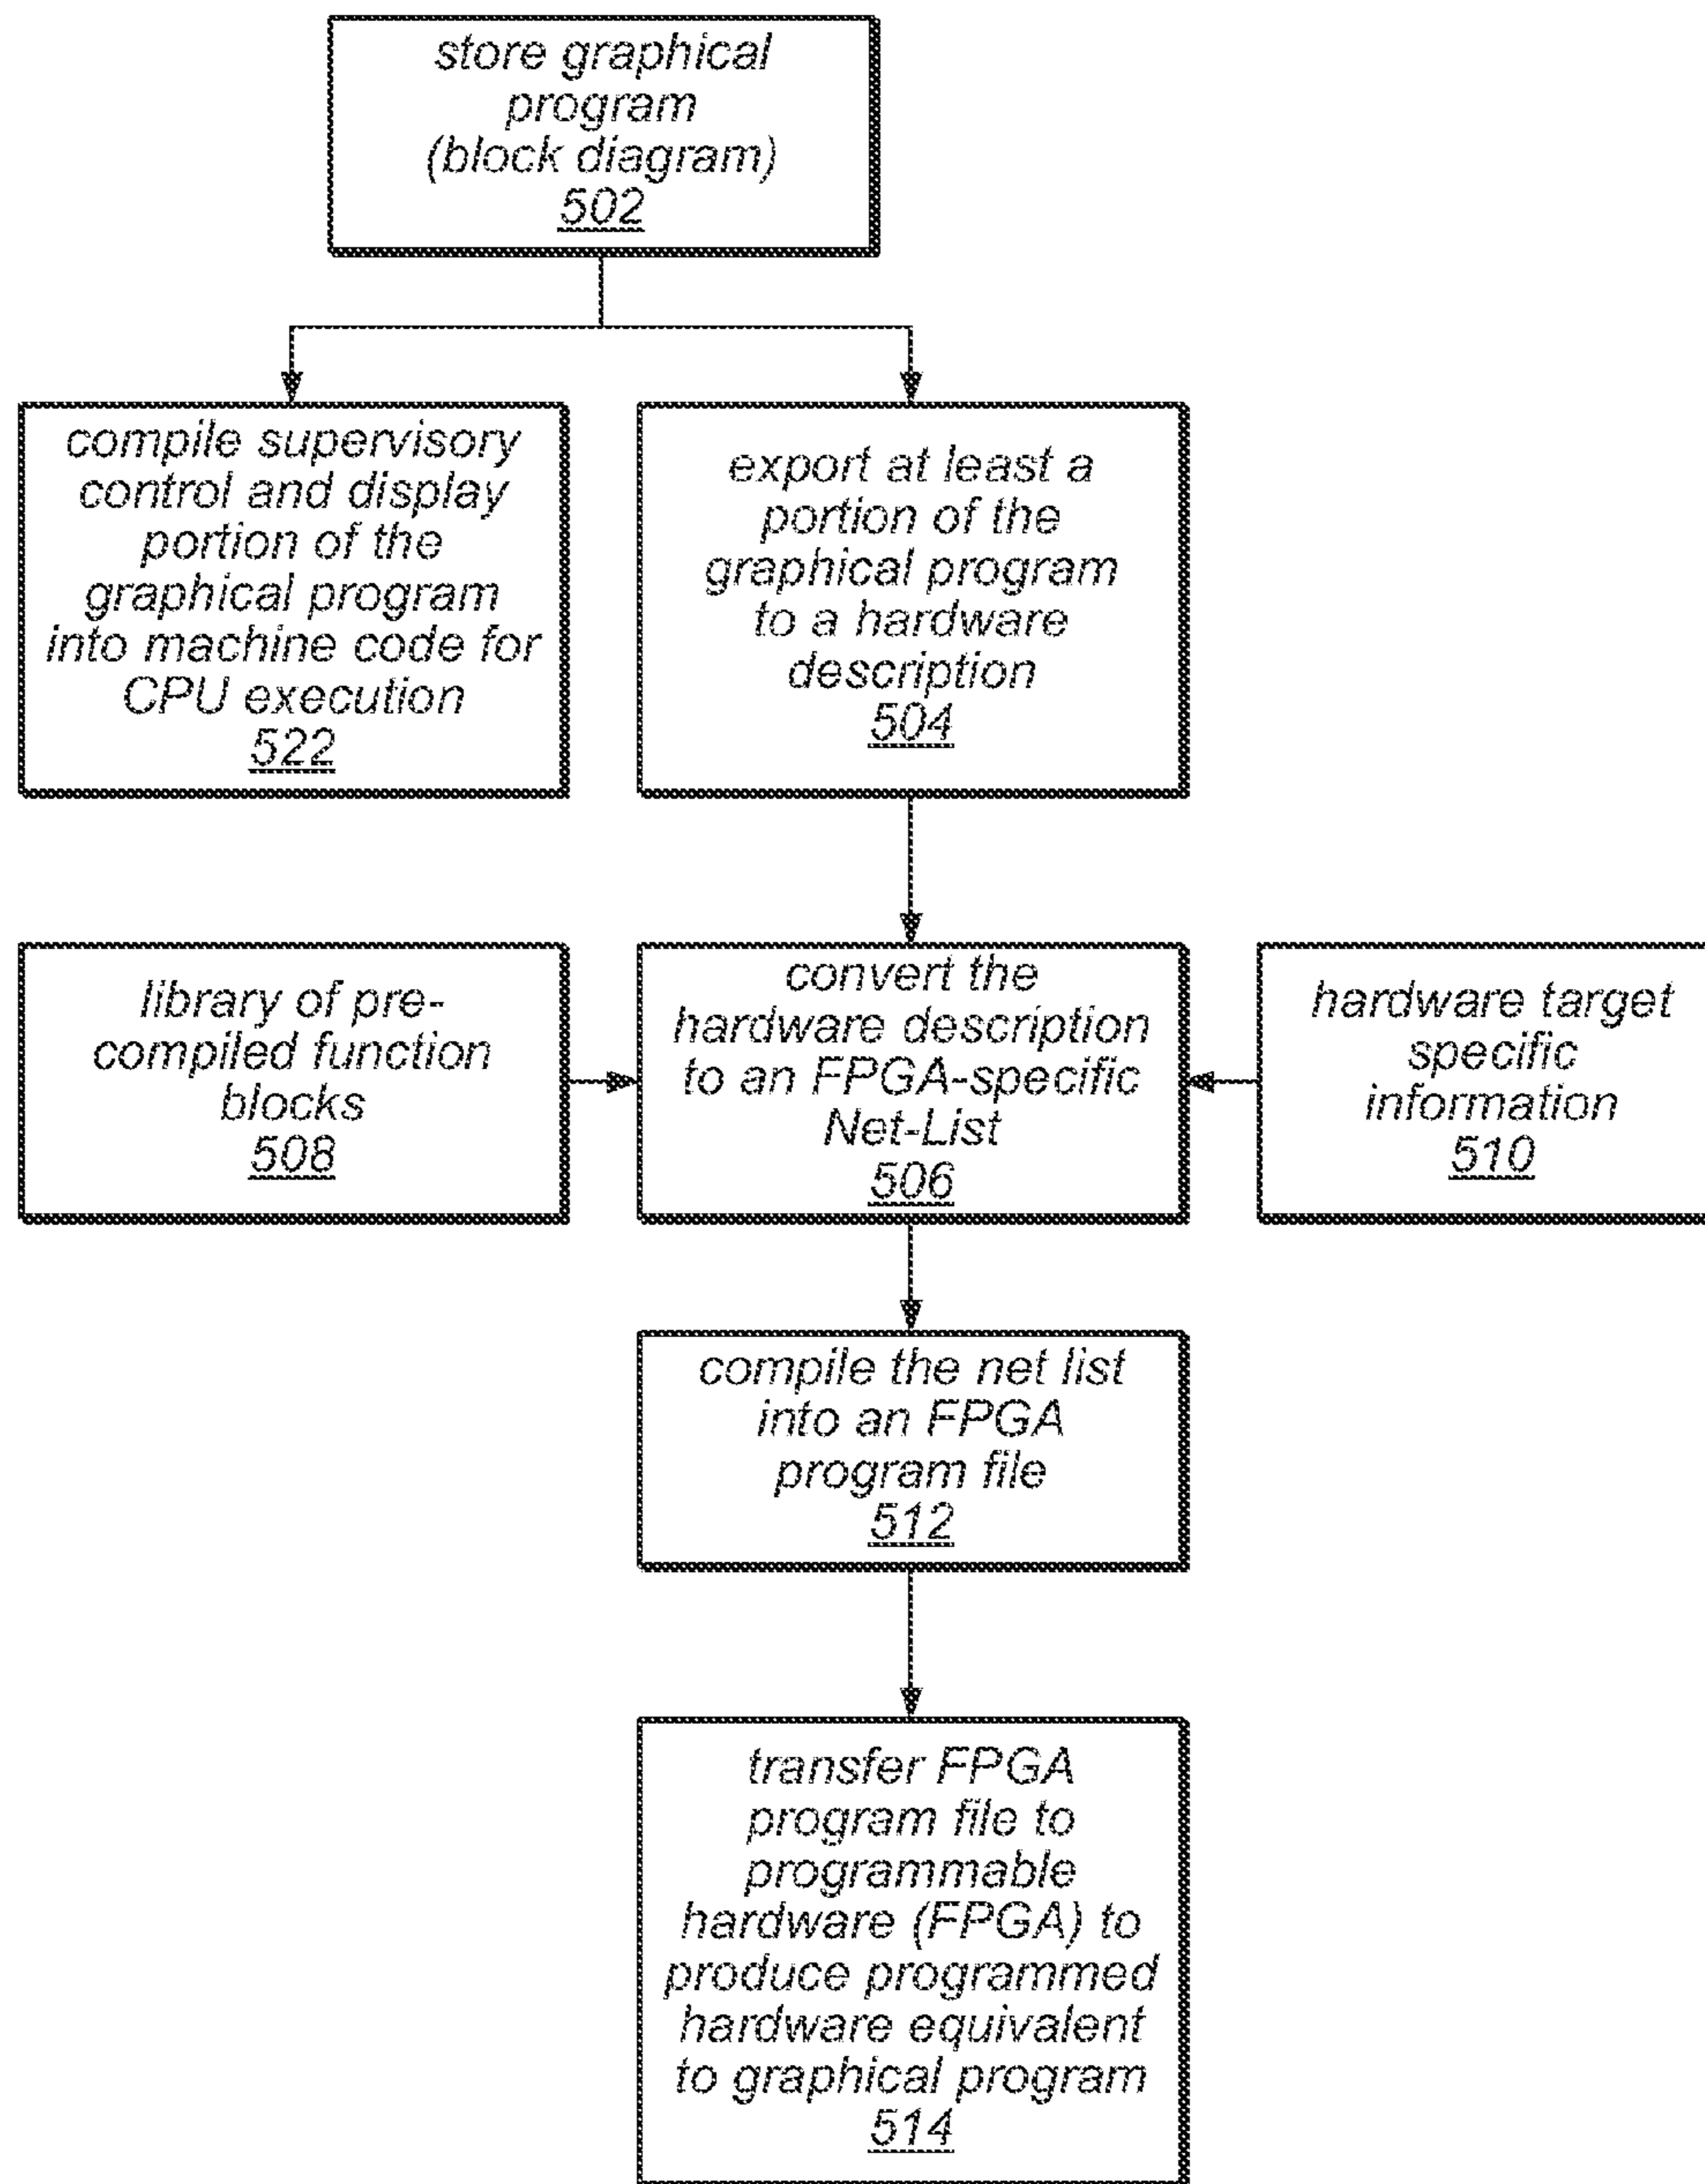 store graphical
program
(block diagram)
502
compile supervisory
control and display
portion of the
graphical program
into machine code for
CPU execution
522
export at least a
portion of the
graphical program
to a hardware
description
504
library of pre-
compiled function
blocks
508
convert the
hardware description
to an FPGA-specific
Net-List
506
hardware target
specific
information
510
compile the net list
into an FPGA
program file
512
transfer FPGA
program file to
programmable
hardware (FPGA) to
produce programmed
hardware equivalent
to graphical program
514